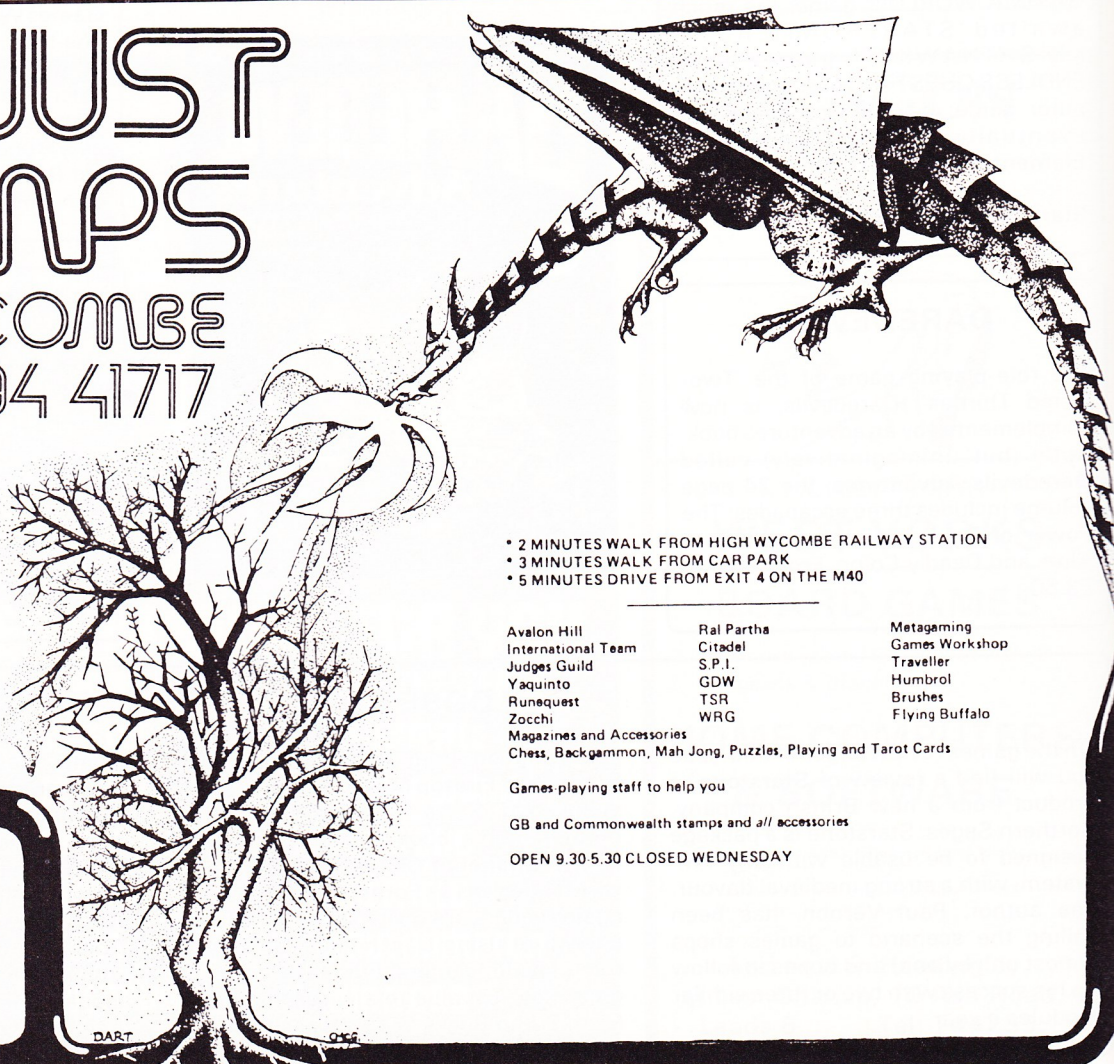 JUST
MPS
COMBE
94 41717
* 2 MINUTES WALK FROM HIGH WYCOMBE RAILWAY STATION
* 3 MINUTES WALK FROM CAR PARK
* 5 MINUTES DRIVE FROM EXIT 4 ON THE M40
Avalon Hill Ral Partha Metagaming
International Team Citadel Games Workshop
Judges Guild S.P.I. Traveller
Yaquinto GDW Humbrol
Runequest TSR Brushes
Zocchi WRG Flying Buffalo
Magazines and Accessories
Chess, Backgammon, Mah Jong, Puzzles, Playing and Tarot Cards
Games-playing staff to help you
GB and Commonwealth stamps and all accessories
OPEN 9.30-5.30 CLOSED WEDNESDAY
DART